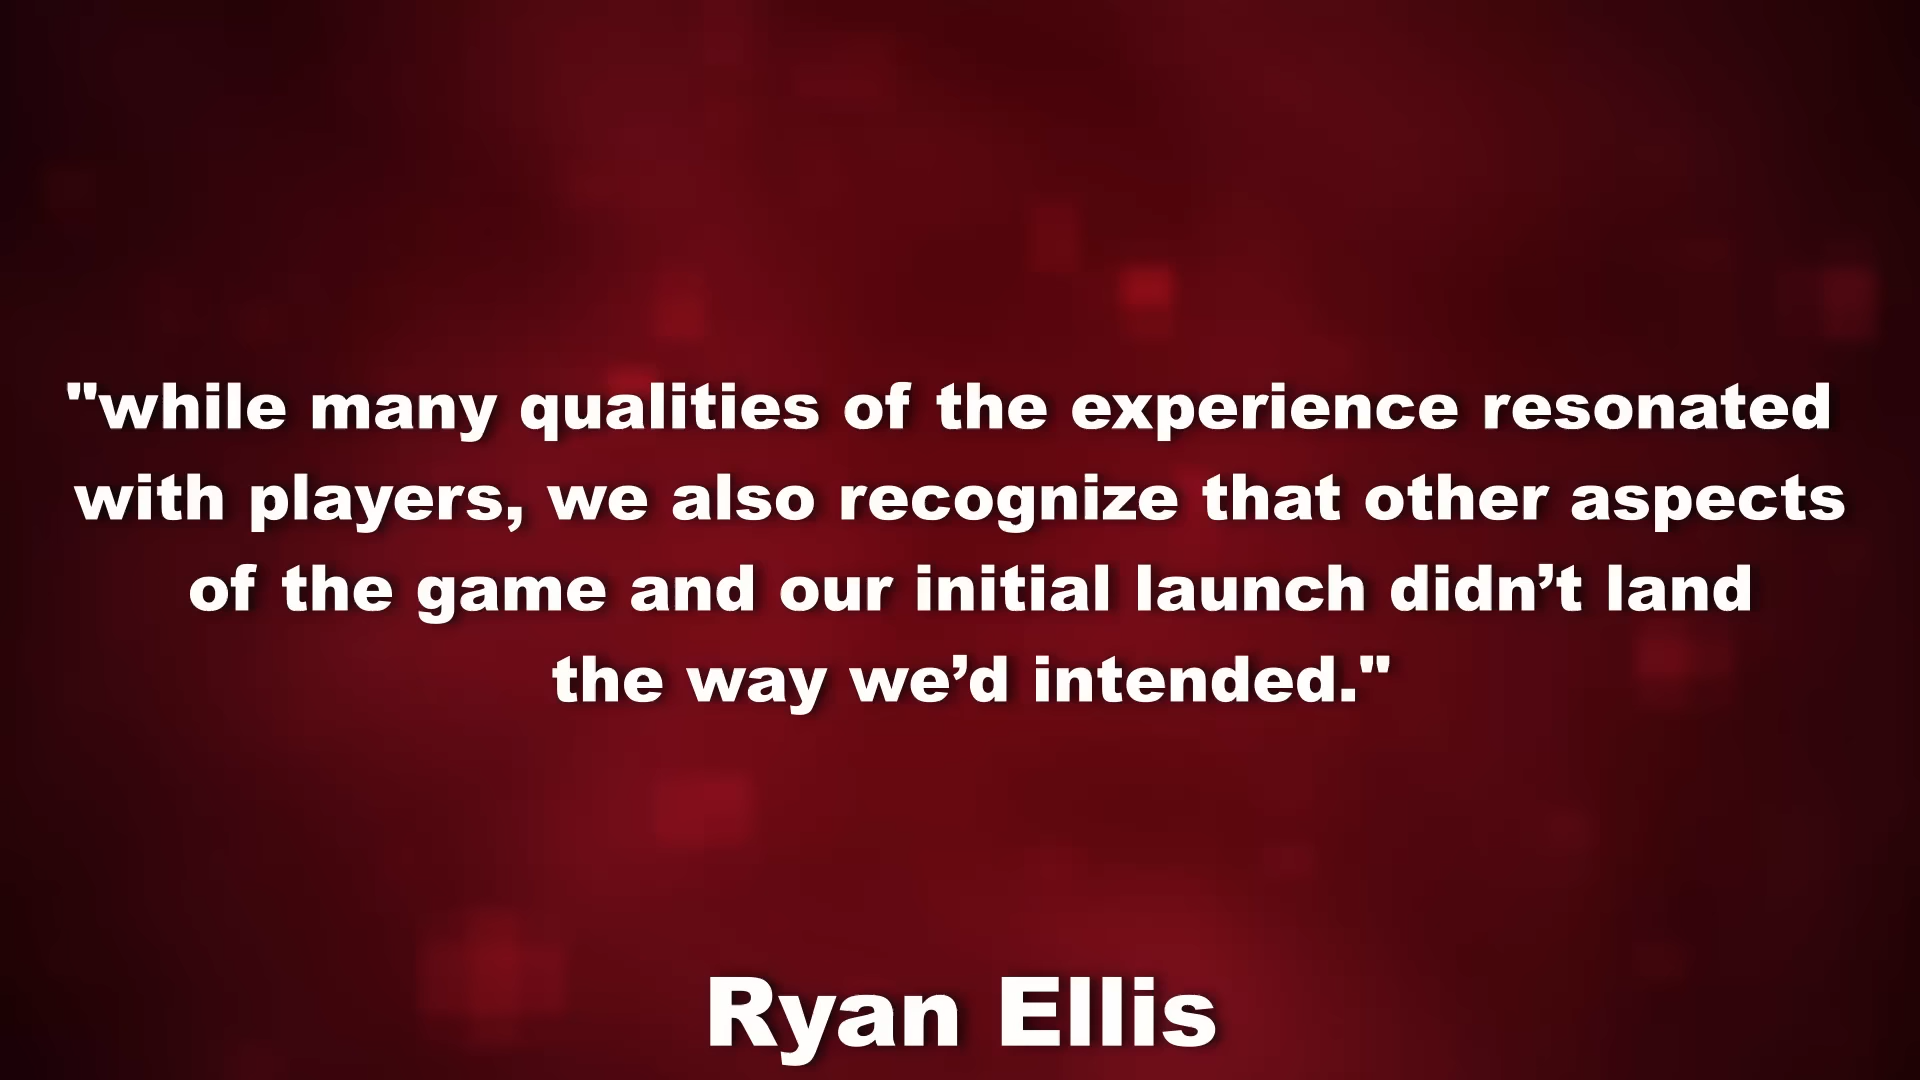 "while many qualities of the experience resonated
with players, we also recognize that other aspects
of the game and our initial launch didn’t land
the way we’d intended."
Ryan Ellis